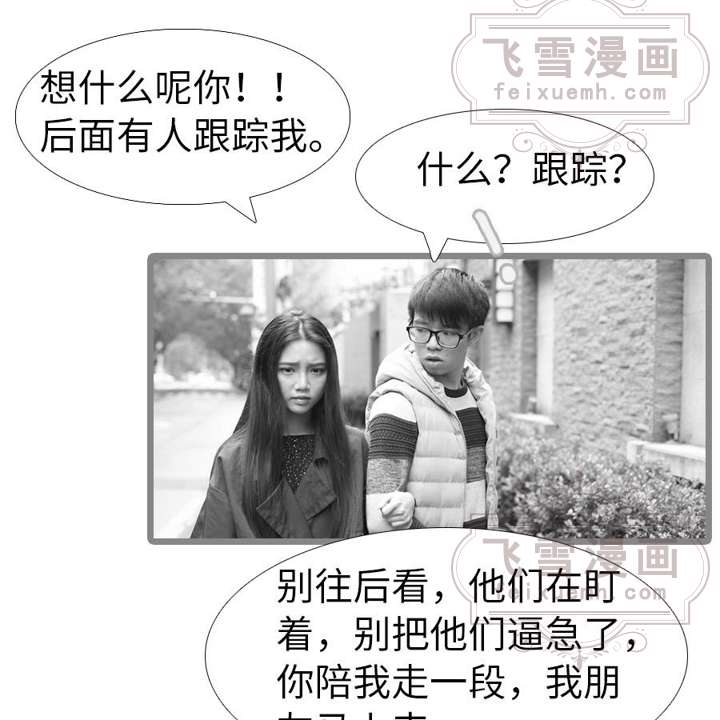 飞雪漫画
feixuemh.com
想什么呢你！！
后面有人跟踪我。
什么？跟踪？
飞雪漫画
feixuemh.com
别往后看，他们在盯
着，别把他们逼急了，
你陪我走一段，我朋